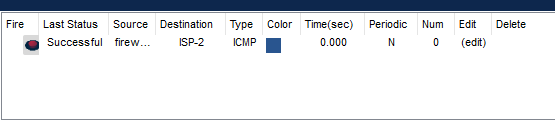 Fire Last Status Source Destination Type Color Time(sec) Periodic Num Edit Delete
Successful firew... ISP-2 ICMP 0.000 N 0 (edit)